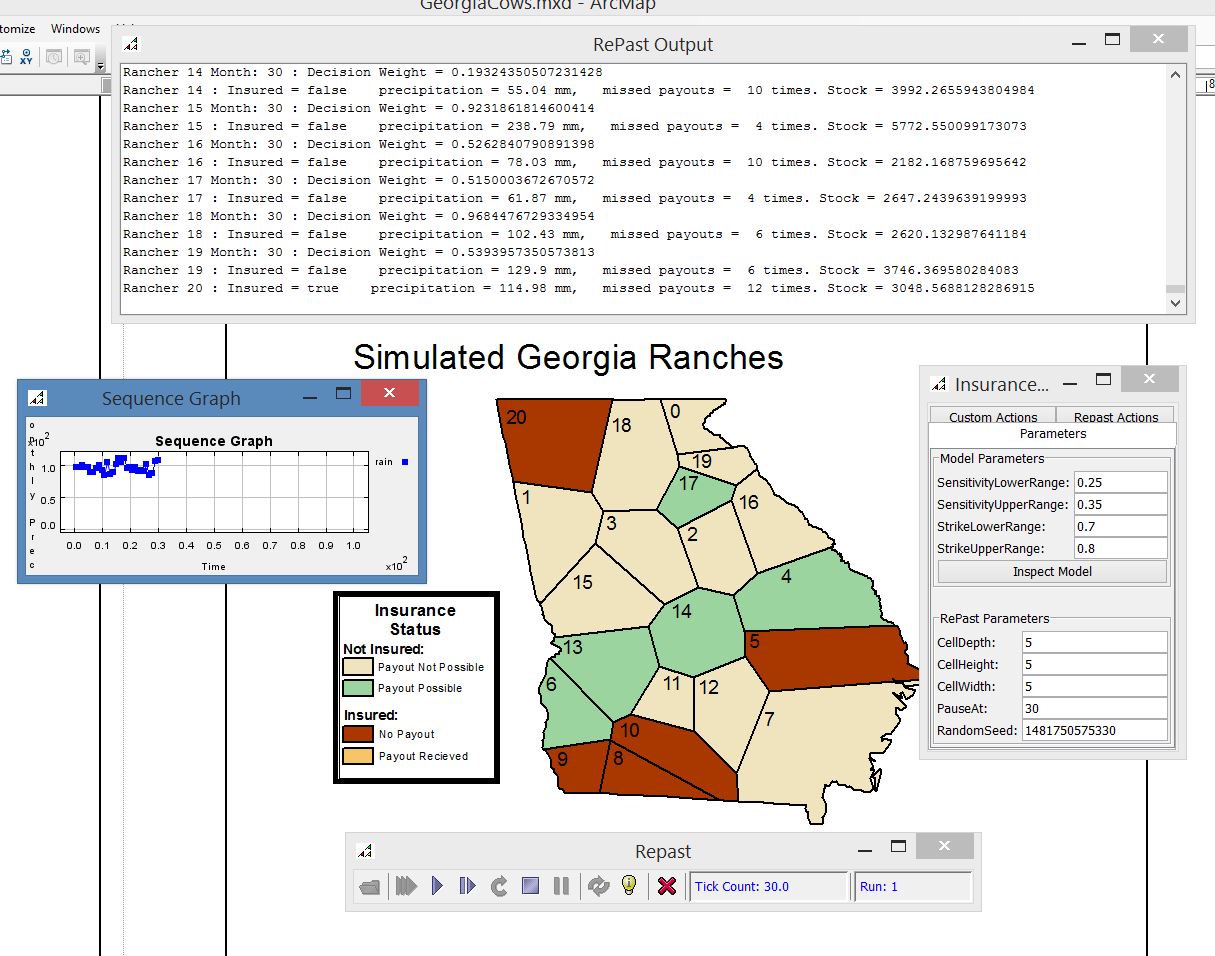 GeorgiaCows.mxd - ArcMap
tomize Windows
XY
RePast Output
Rancher 14 Month: 30 : Decision Weight = 0.19324350507231428
Rancher 14 : Insured = false precipitation = 55.04 mm, missed payouts = 10 times. Stock = 3992.2655943804984
Rancher 15 Month: 30 : Decision Weight = 0.9231861814600414
Rancher 15 : Insured = false precipitation = 238.79 mm, missed payouts = 4 times. Stock = 5772.550099173073
Rancher 16 Month: 30 : Decision Weight = 0.5262840790891398
Rancher 16 : Insured = false precipitation = 78.03 mm, missed payouts = 10 times. Stock = 2182.168759695642
Rancher 17 Month: 30 : Decision Weight = 0.5150003672670572
Rancher 17 : Insured = false precipitation = 61.87 mm, missed payouts = 4 times. Stock = 2647.2439639199993
Rancher 18 Month: 30 : Decision Weight = 0.9684476729334954
Rancher 18 : Insured = false precipitation = 102.43 mm, missed payouts = 6 times. Stock = 2620.132987641184
Rancher 19 Month: 30 : Decision Weight = 0.5393957350573813
Rancher 19 : Insured = false precipitation = 129.9 mm, missed payouts = 6 times. Stock = 3746.369580284083
Rancher 20 : Insured = true precipitation = 114.98 mm, missed payouts = 12 times. Stock = 3048.5688128286915
Simulated Georgia Ranches
Sequence Graph
Sequence Graph
x10²
1.0
0.5
0.0
rain
0.0 0.1 0.2 0.3 0.4 0.5 0.6 0.7 0.8 0.9 1.0
Time
x10²
Insurance Status
Not Insured:
Payout Not Possible
Payout Possible
Insured:
No Payout
Payout Recieved
20
18
0
19
17
1
16
3
2
15
4
14
5
13
6
11
12
7
10
9
8
Insurance...
Custom Actions
Repast Actions
Parameters
Model Parameters
SensitivityLowerRange: 0.25
SensitivityUpperRange: 0.35
StrikeLowerRange: 0.7
StrikeUpperRange: 0.8
Inspect Model
RePast Parameters
CellDepth: 5
CellHeight: 5
CellWidth: 5
PauseAt: 30
RandomSeed: 1481750575330
Repast
Tick Count: 30.0
Run: 1